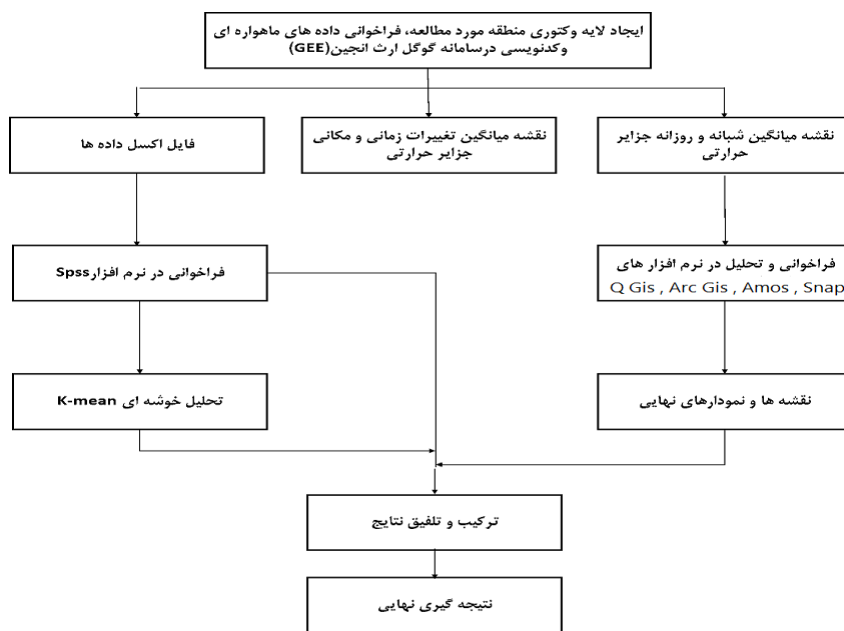 ایجاد لایه وکتوری منطقه مورد مطالعه، فراخوانی داده های ماهواره ای
وکدنویسی درسامانه گوگل ارث انجین(GEE)
نقشه میانگین شبانه و روزانه جزایر
حرارتی
نقشه میانگین تغییرات زمانی و مکانی
جزایر حرارتی
فایل اکسل داده ها
فراخوانی و تحلیل در نرم افزار های
Q Gis , Arc Gis , Amos , Snap
فراخوانی در نرم افزارSpss
نقشه ها و نمودارهای نهایی
تحلیل خوشه ای K-mean
ترکیب و تلفیق نتایج
نتیجه گیری نهایی